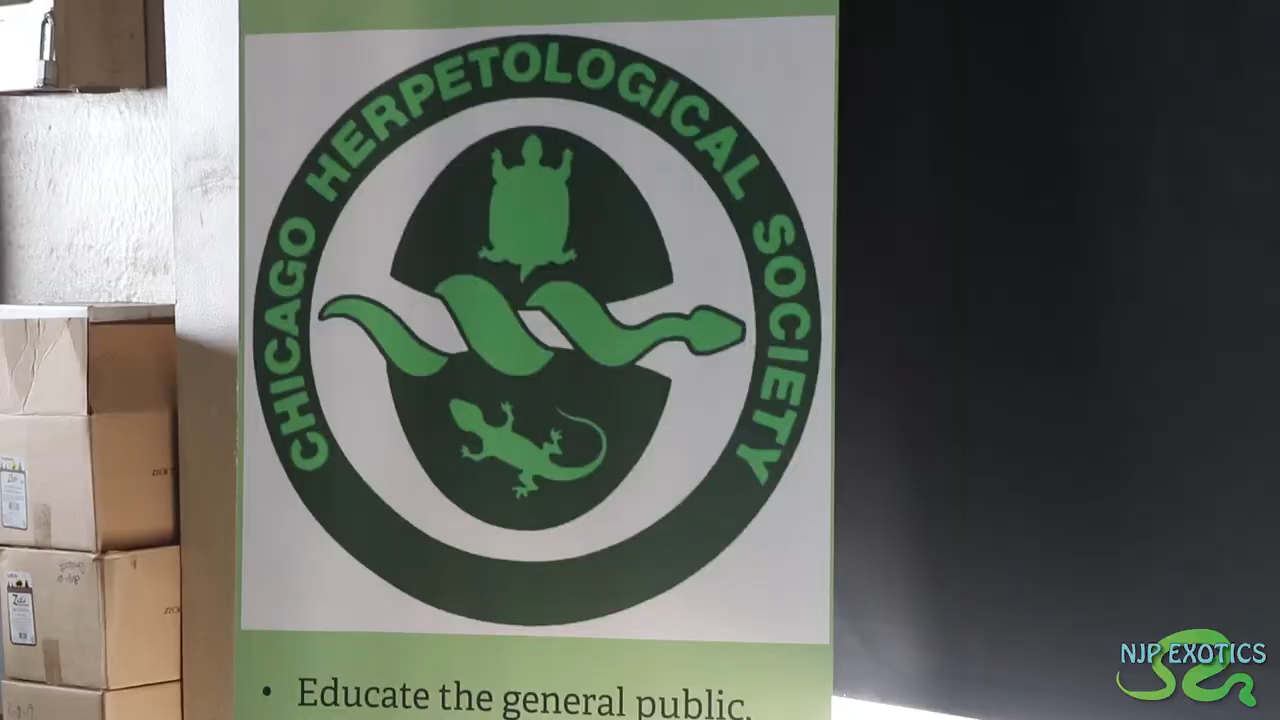 CHICAGO HERPETOLOGICAL SOCIETY
• Educate the general public.
NJP EXOTICS